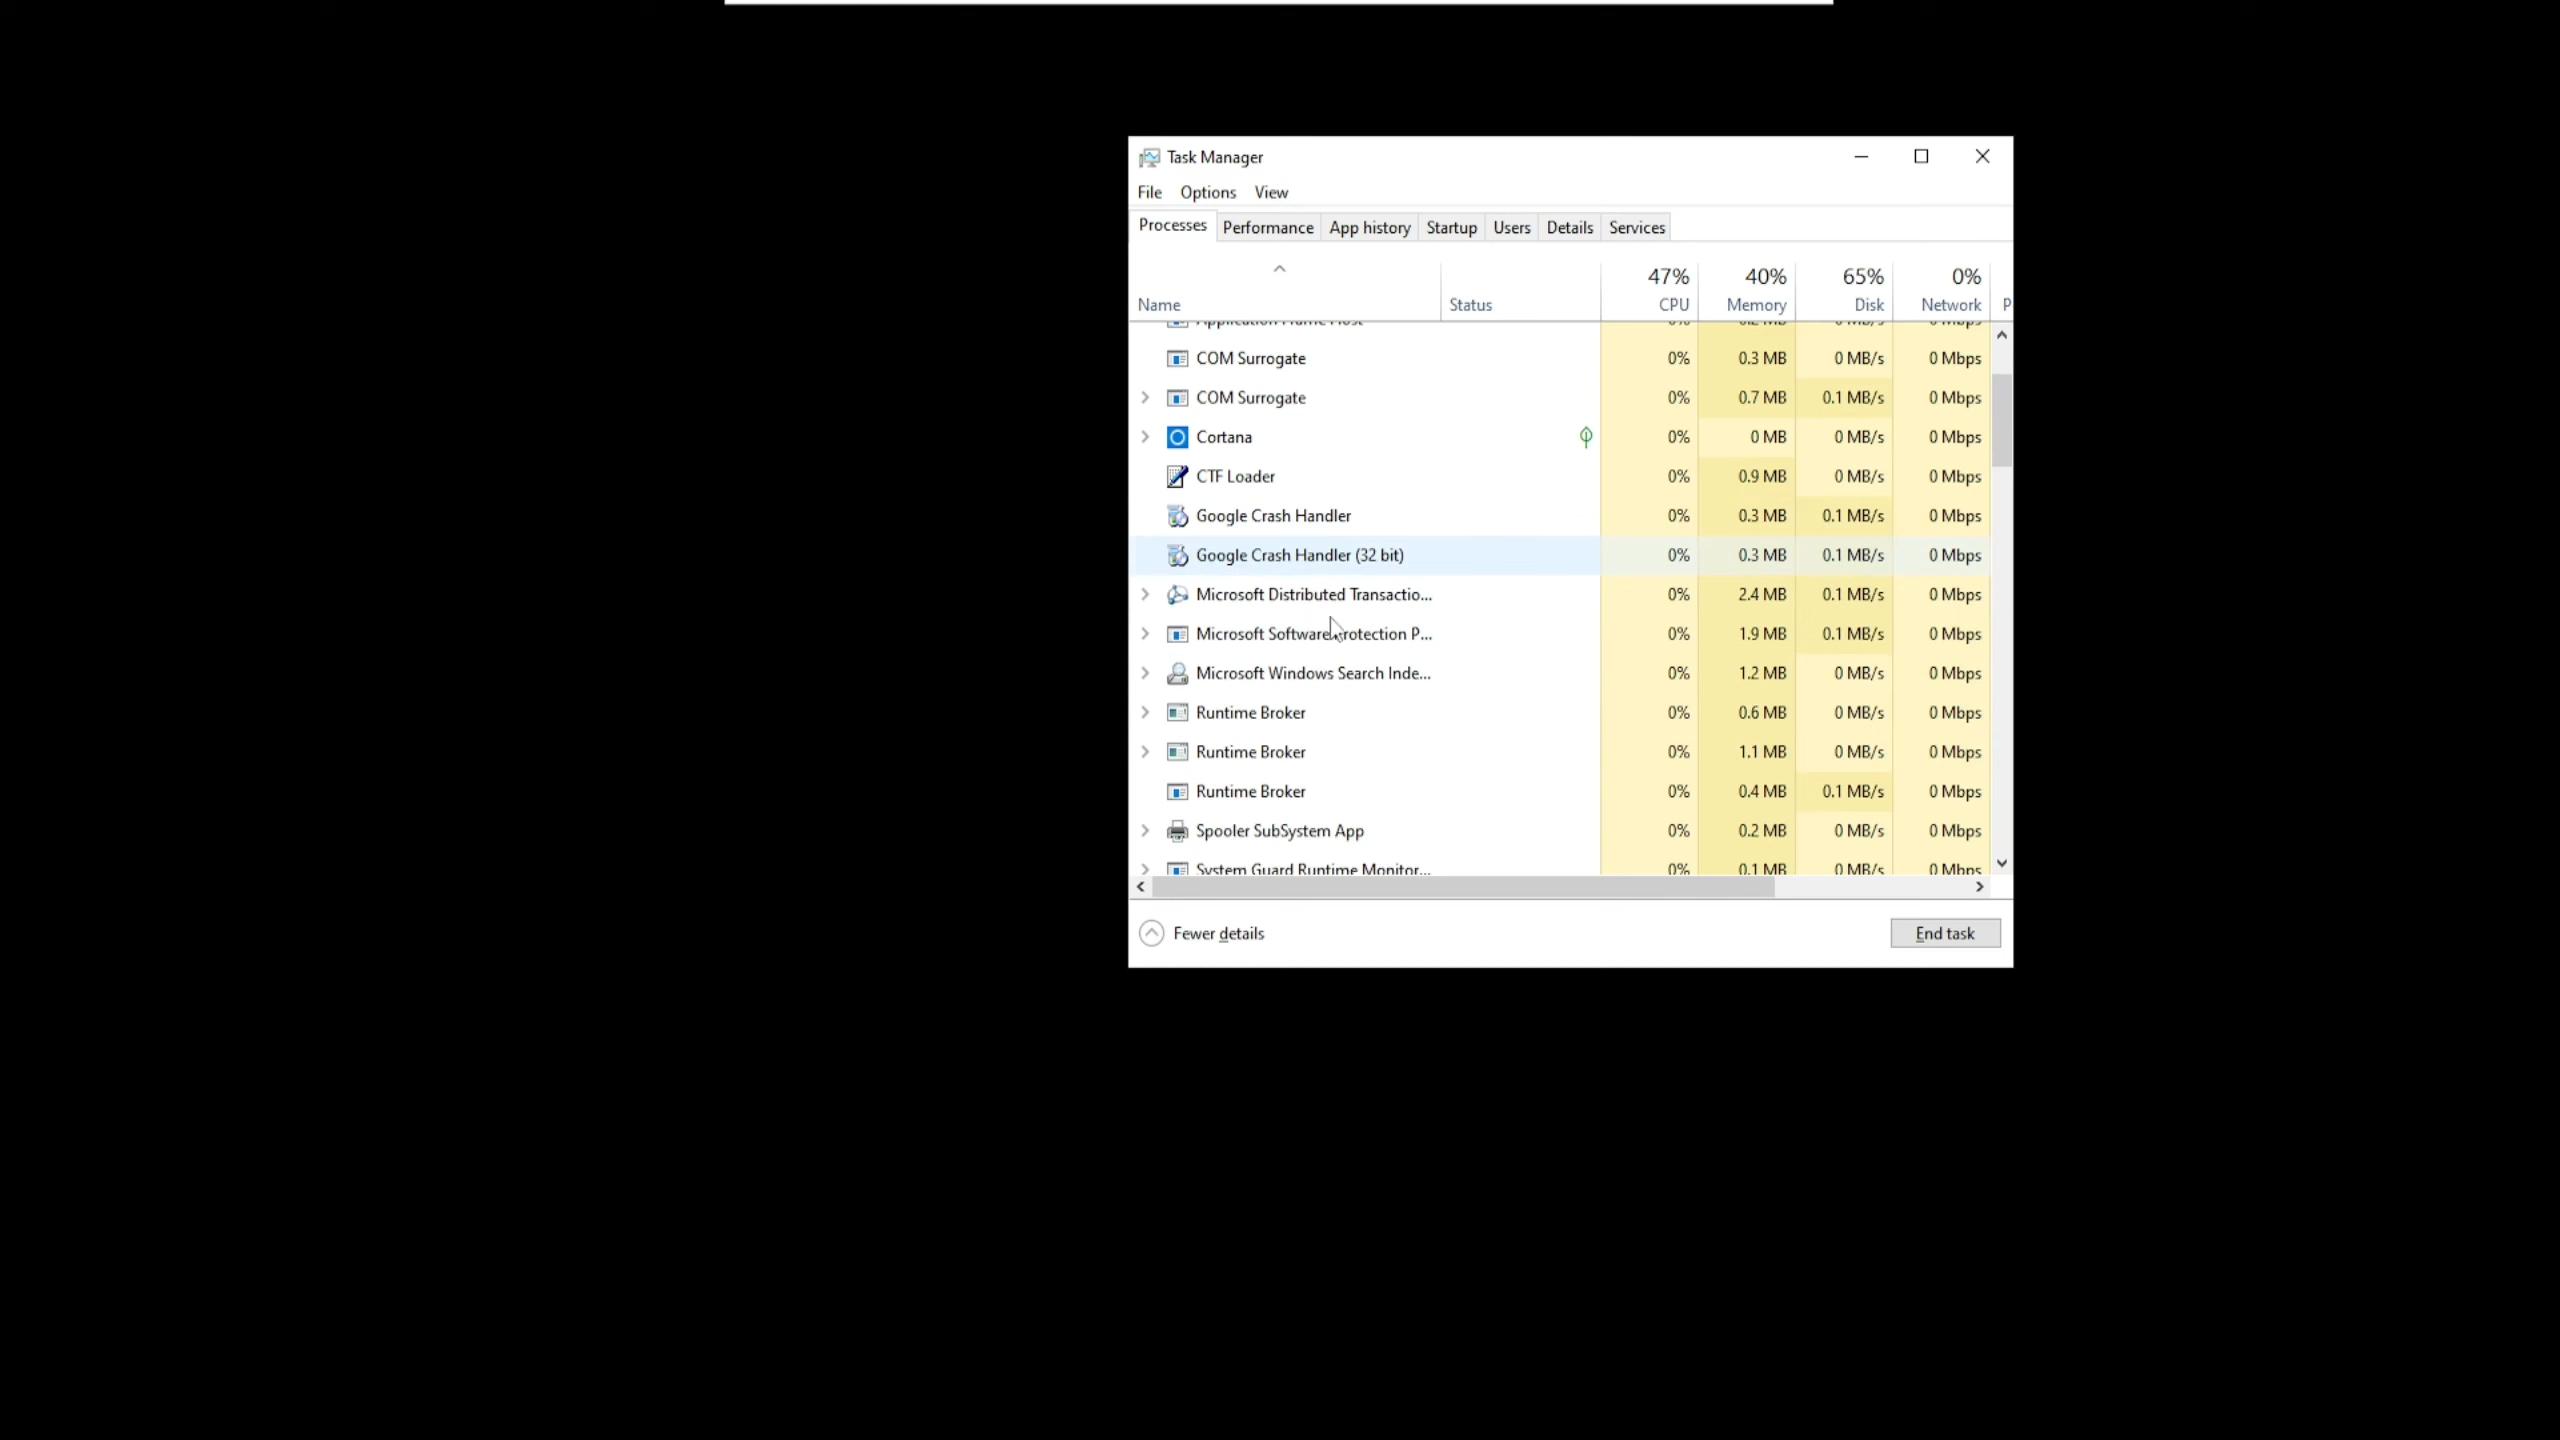 Task Manager
File Options View
Processes Performance App history Startup Users Details Services
47% 40% 65% 0%
Name Status CPU Memory Disk Network P
COM Surrogate 0% 0.3 MB 0 MB/s 0 Mbps
COM Surrogate 0% 0.7 MB 0.1 MB/s 0 Mbps
Cortana 0% 0 MB 0 MB/s 0 Mbps
CTF Loader 0% 0.9 MB 0 MB/s 0 Mbps
Google Crash Handler 0% 0.3 MB 0.1 MB/s 0 Mbps
Google Crash Handler (32 bit) 0% 0.3 MB 0.1 MB/s 0 Mbps
Microsoft Distributed Transactio... 0% 2.4 MB 0.1 MB/s 0 Mbps
Microsoft Software Protection P... 0% 1.9 MB 0.1 MB/s 0 Mbps
Microsoft Windows Search Inde... 0% 1.2 MB 0 MB/s 0 Mbps
Runtime Broker 0% 0.6 MB 0 MB/s 0 Mbps
Runtime Broker 0% 1.1 MB 0 MB/s 0 Mbps
Runtime Broker 0% 0.4 MB 0.1 MB/s 0 Mbps
Spooler SubSystem App 0% 0.2 MB 0 MB/s 0 Mbps
System Guard Runtime Monitor... 0% 0.1 MB 0 MB/s 0 Mbps
Fewer details End task